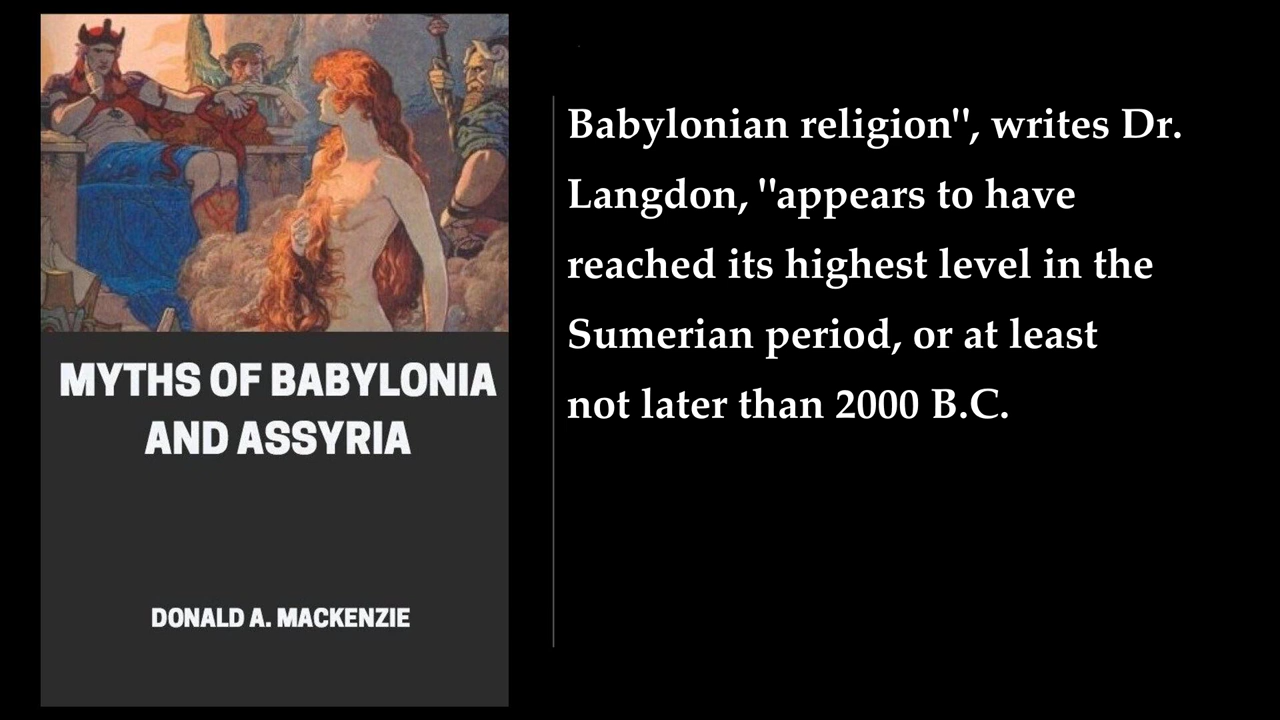 MYTHS OF BABYLONIA
AND ASSYRIA
DONALD A. MACKENZIE
Babylonian religion", writes Dr.
Langdon, "appears to have
reached its highest level in the
Sumerian period, or at least
not later than 2000 B.C.